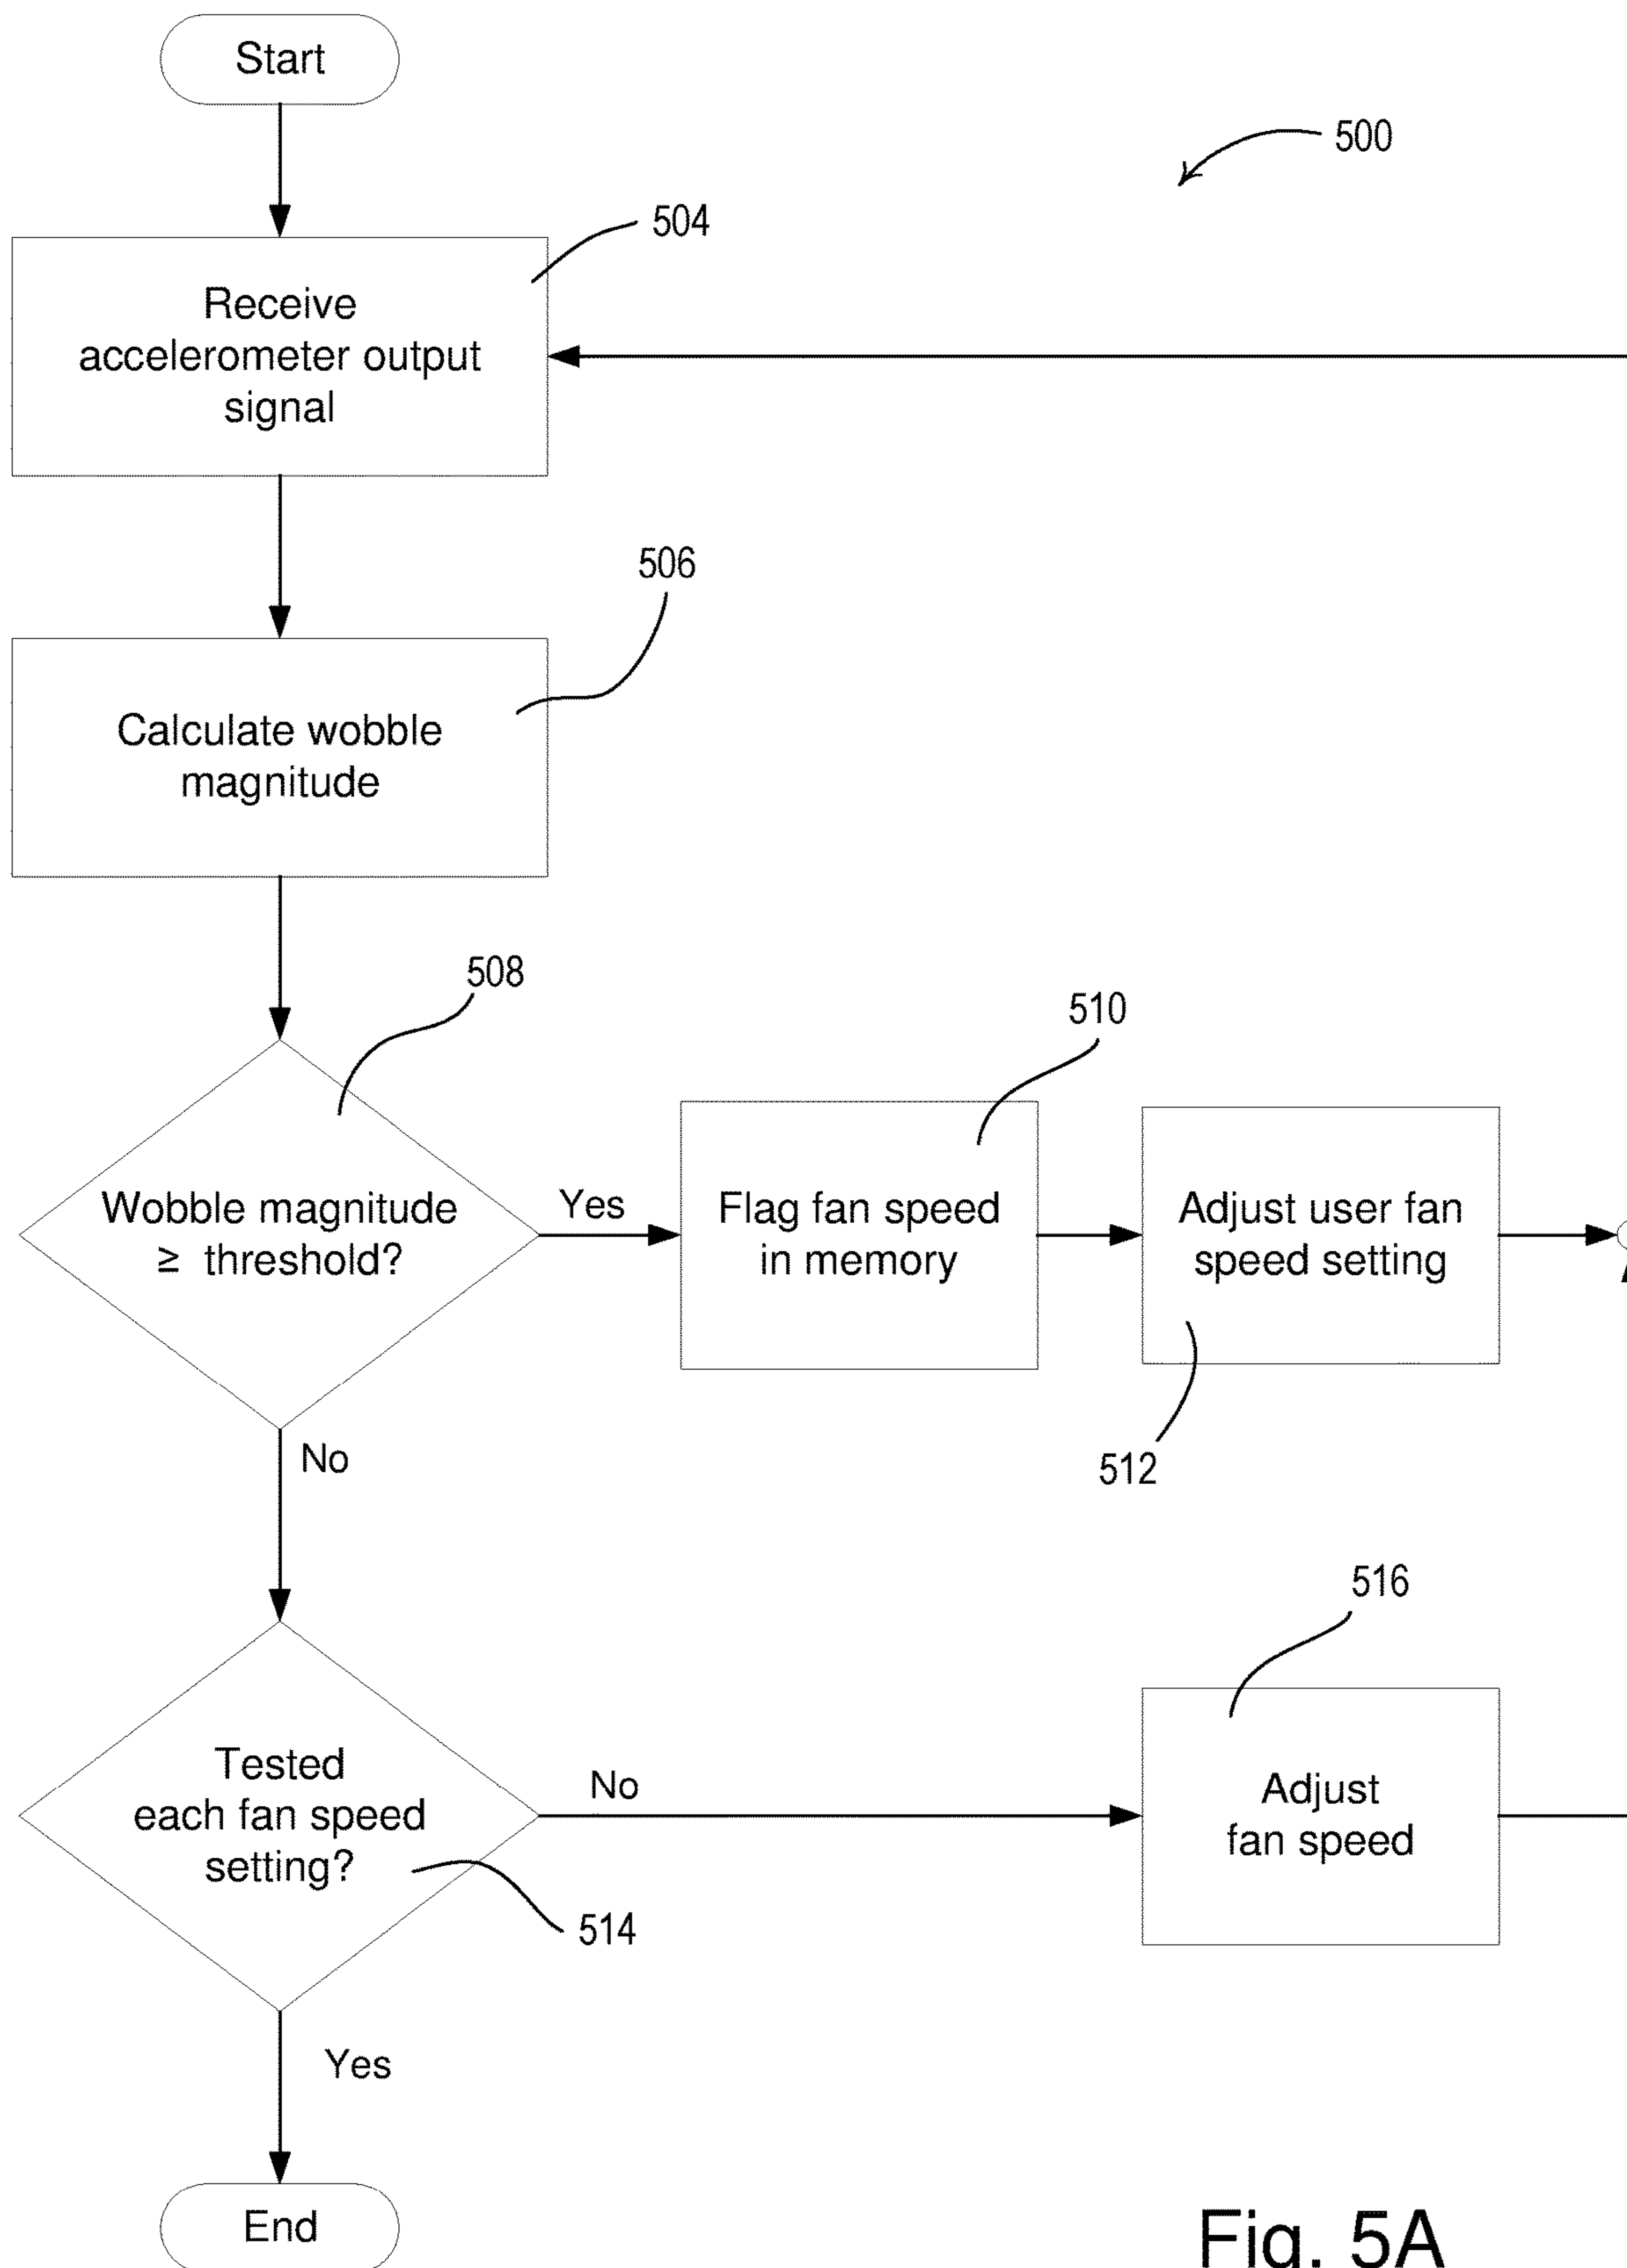 Start
500
504
Receive
accelerometer output
signal
506
Calculate wobble
magnitude
508
510
Wobble magnitude
≥ threshold?
Yes
Flag fan speed
in memory
Adjust user fan
speed setting
No
512
516
Tested
each fan speed
setting?
No
Adjust
fan speed
514
Yes
End
Fig. 5A